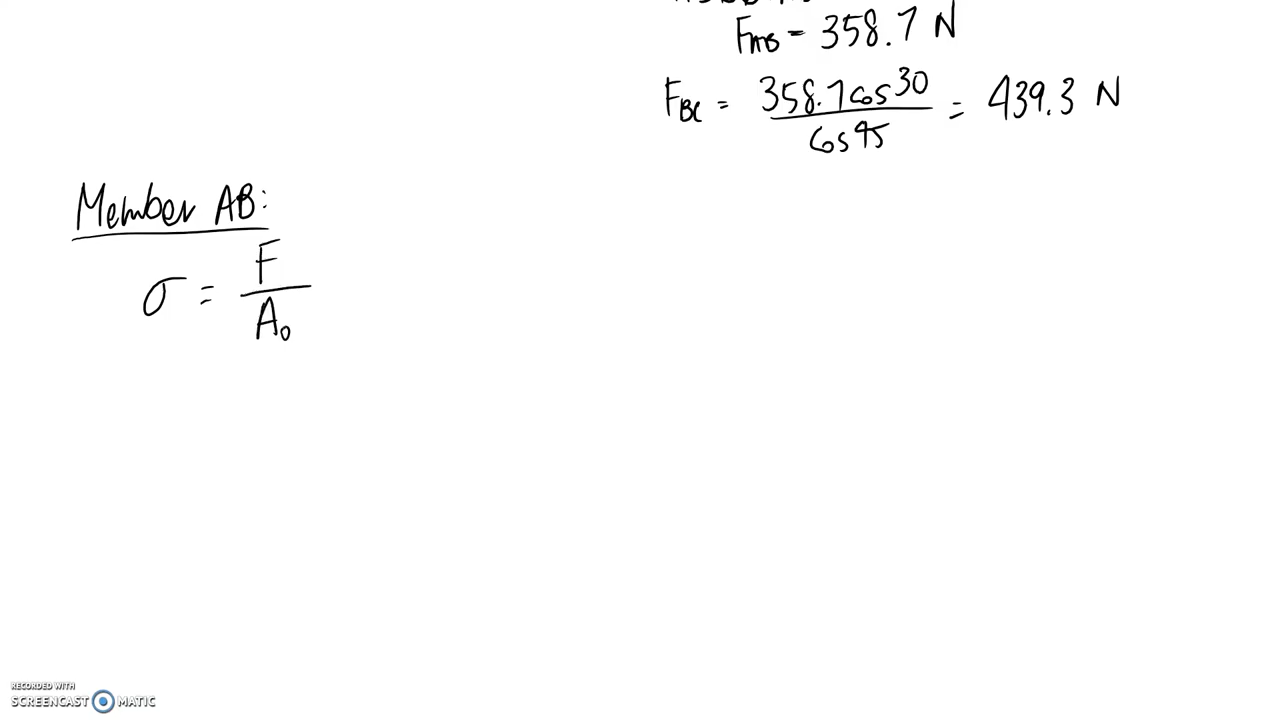 F_AB = 358.7 N
F_BC = 358.7cos30 / cos45 = 439.3 N
Member AB:
σ = F / A₀
RECORDED WITH
SCREENCAST MATIC